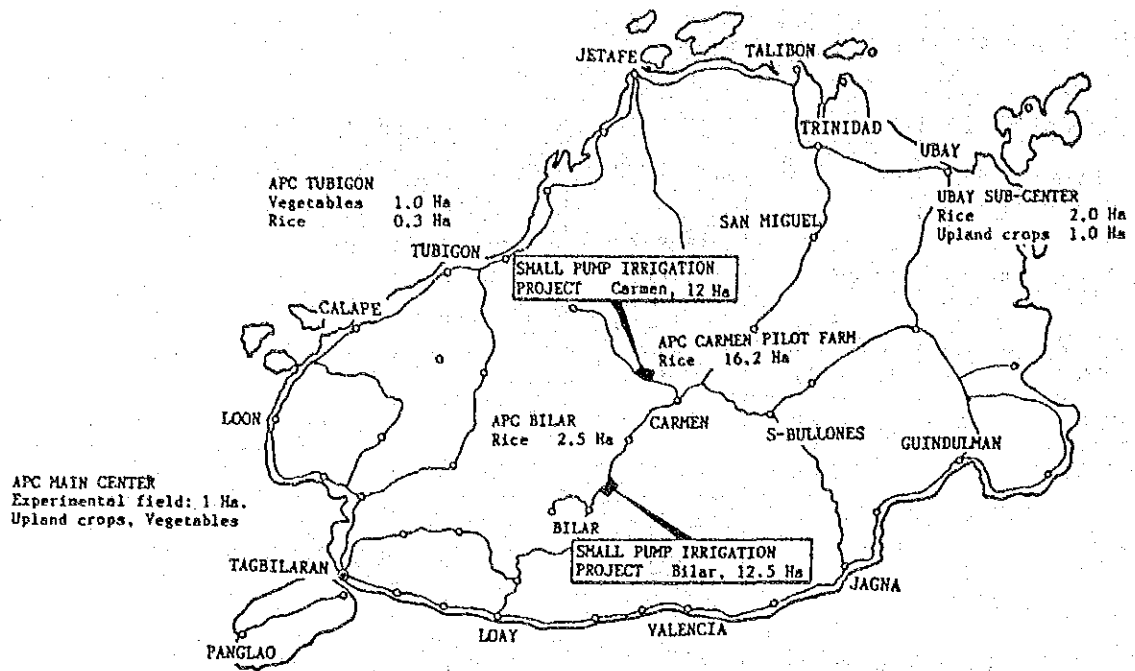 JETAFE
TALIBON
TRINIDAD
UBAY
APC TUBIGON
Vegetables 1.0 Ha
Rice 0.3 Ha
UBAY SUB-CENTER
Rice 2.0 Ha
Upland crops 1.0 Ha
SAN MIGUEL
TUBIGON
SMALL PUMP IRRIGATION
PROJECT Carmen, 12 Ha
CALAPE
APC CARMEN PILOT FARM
Rice 16.2 Ha
LOON
APC BILAR
Rice 2.5 Ha
CARMEN
S-BULLONES
GUINDULMAN
APC MAIN CENTER
Experimental field: 1 Ha.
Upland crops, Vegetables
BILAR
SMALL PUMP IRRIGATION
PROJECT Bilar, 12.5 Ha
TAGBILARAN
JAGNA
LOAY
VALENCIA
PANGLAO